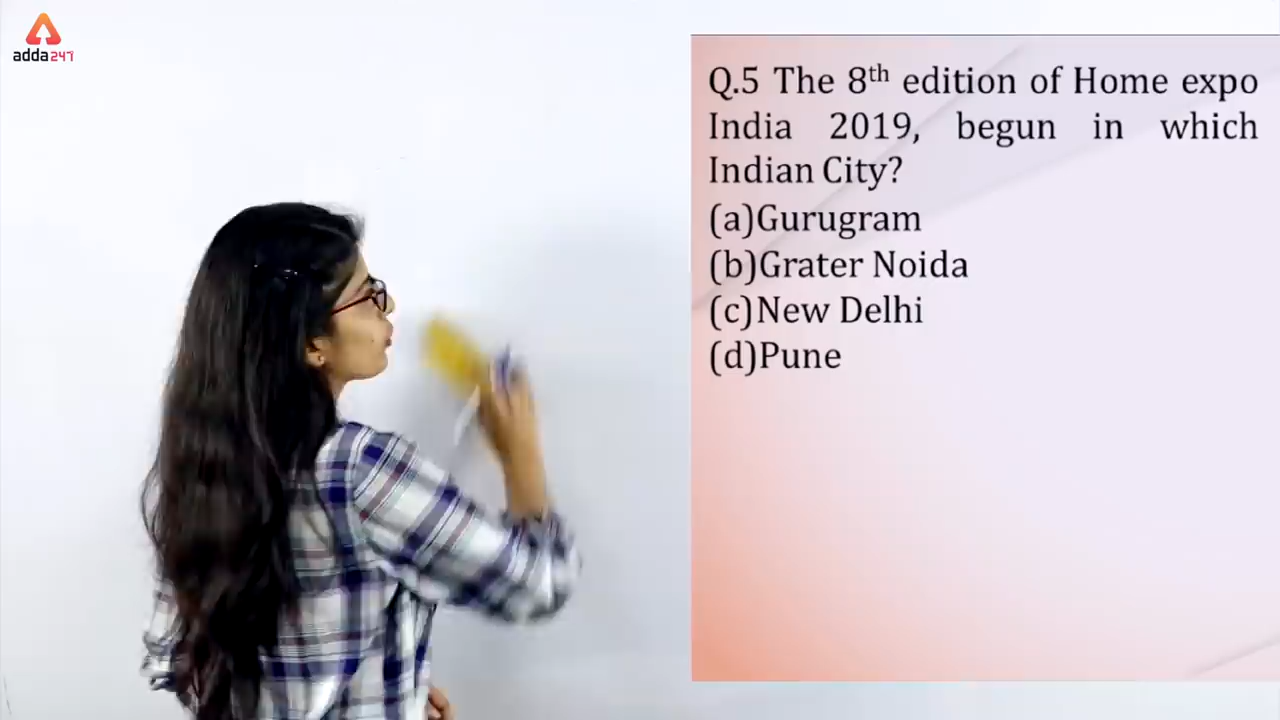 adda247
Q.5 The 8th edition of Home expo
India 2019, begun in which
Indian City?
(a)Gurugram
(b)Grater Noida
(c)New Delhi
(d)Pune